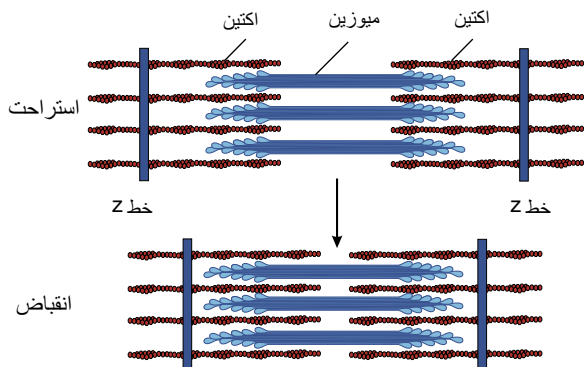 اکتین
میوزین
اکتین
استراحت
خط z
خط z
انقباض